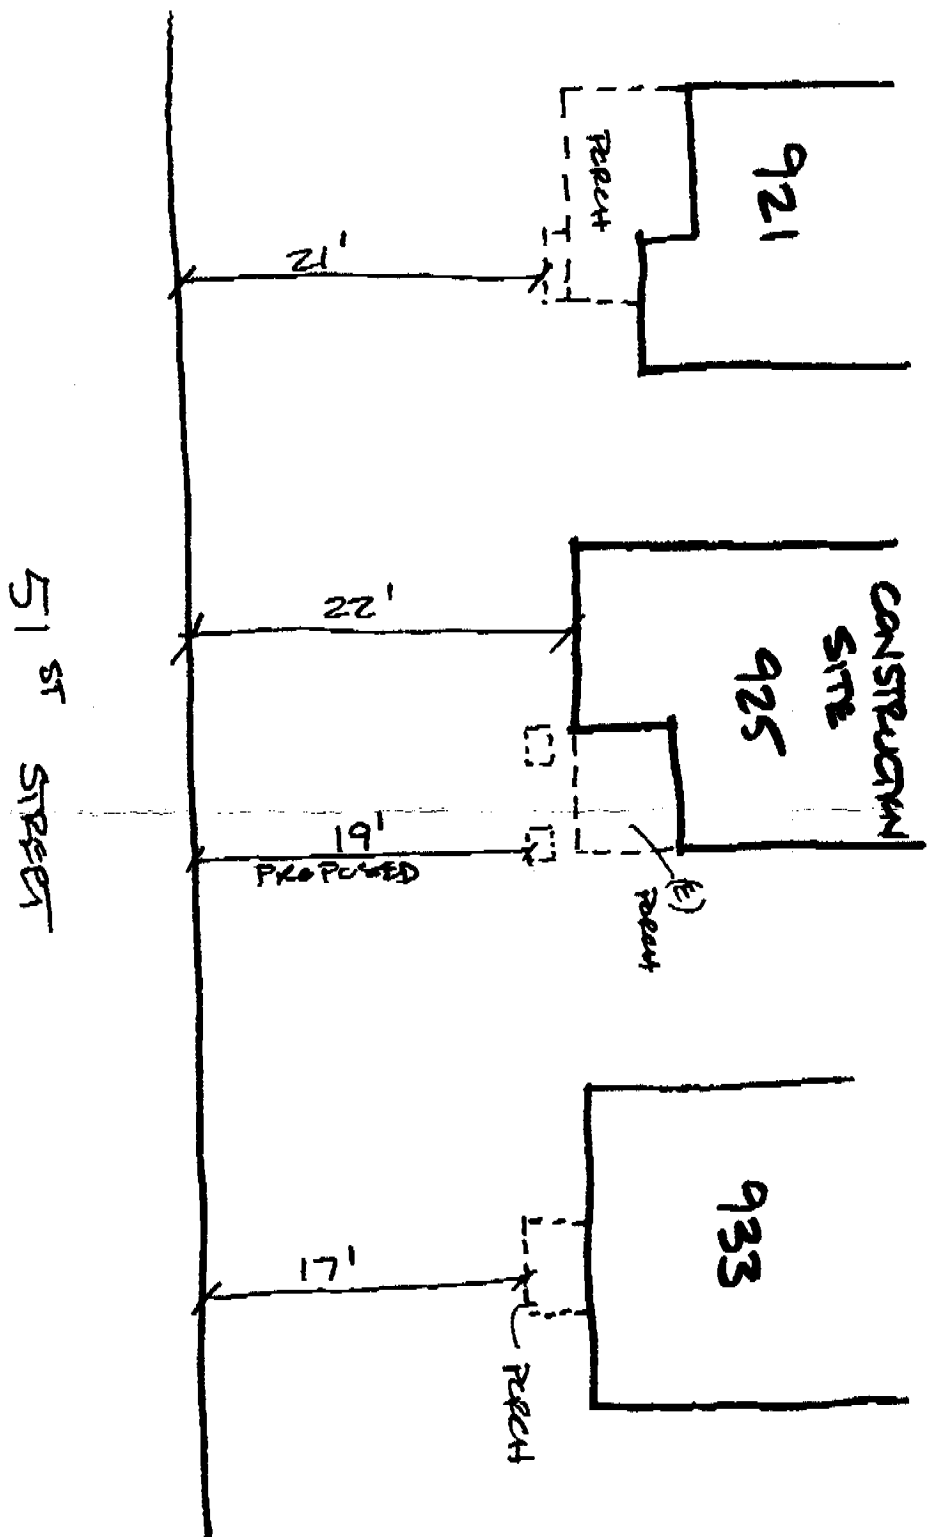 921
PORCH
21'
CONSTRUCTION
SITE
925
22'
19'
PROPOSED
(E)
PORCH
933
17'
PORCH
51 ST STREET